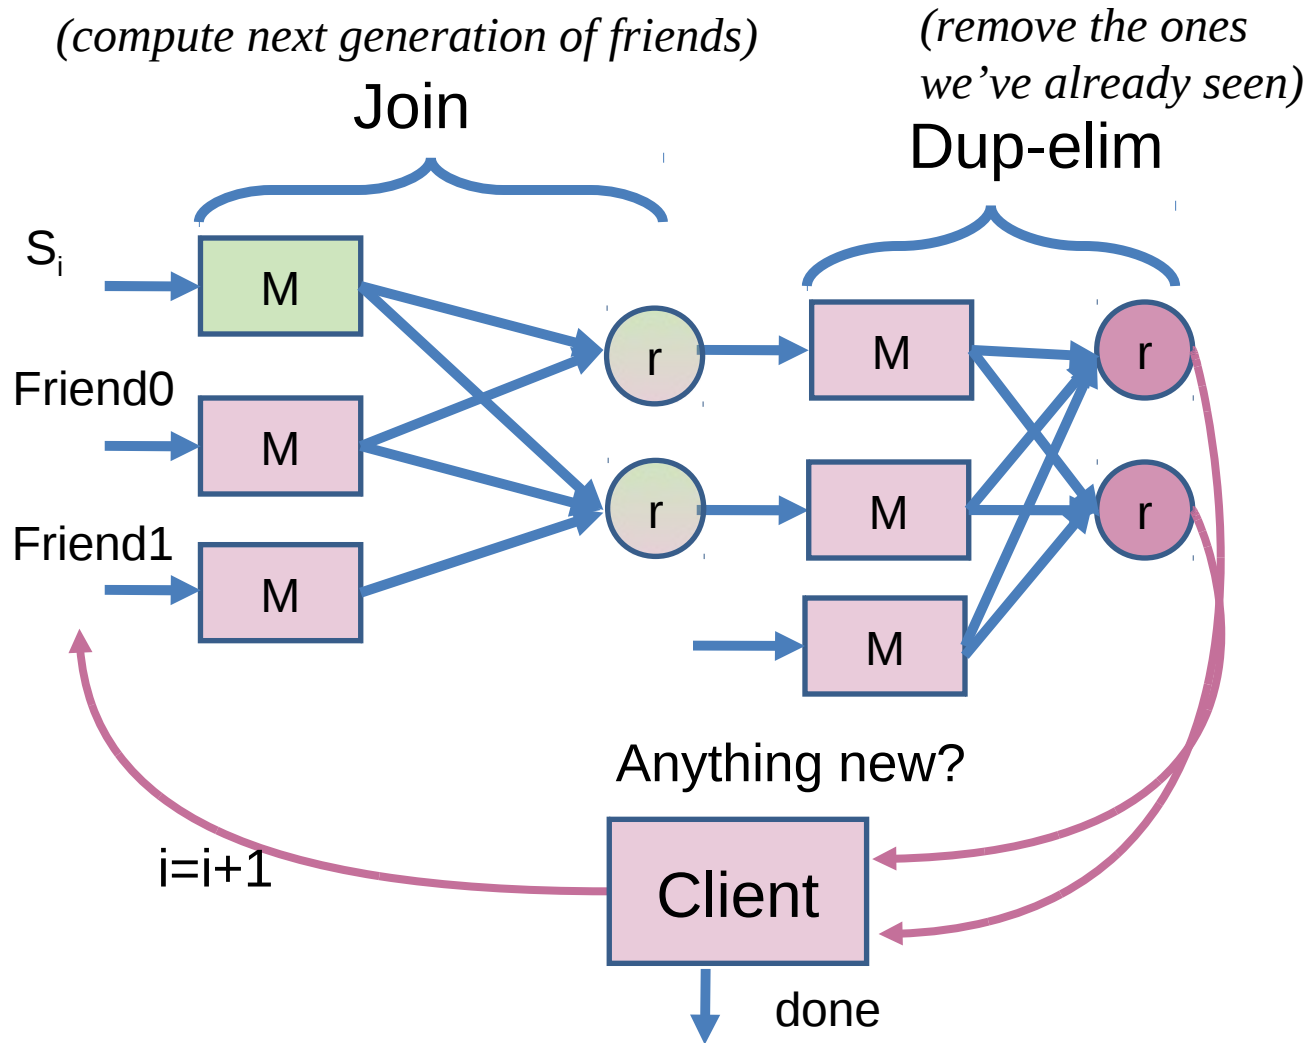 (compute next generation of friends)
(remove the ones
we’ve already seen)
Join
Dup-elim
Si
M
r
M
r
Friend0
M
r
M
r
Friend1
M
M
Anything new?
i=i+1
Client
done